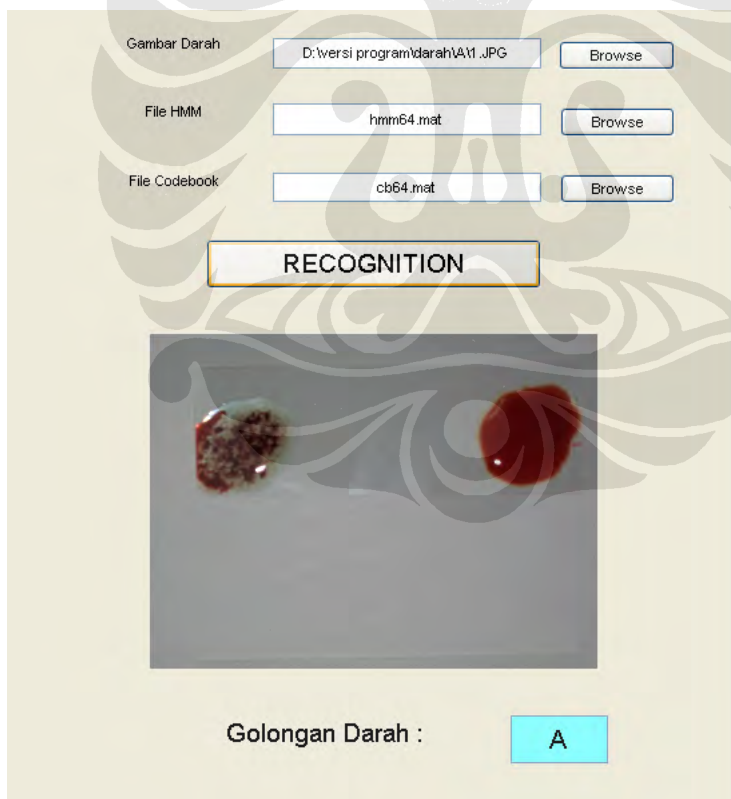 Gambar Darah D:\versi program\darah\A\1.JPG Browse
File HMM hmm64.mat Browse
File Codebook cb64.mat Browse
RECOGNITION
Golongan Darah : A